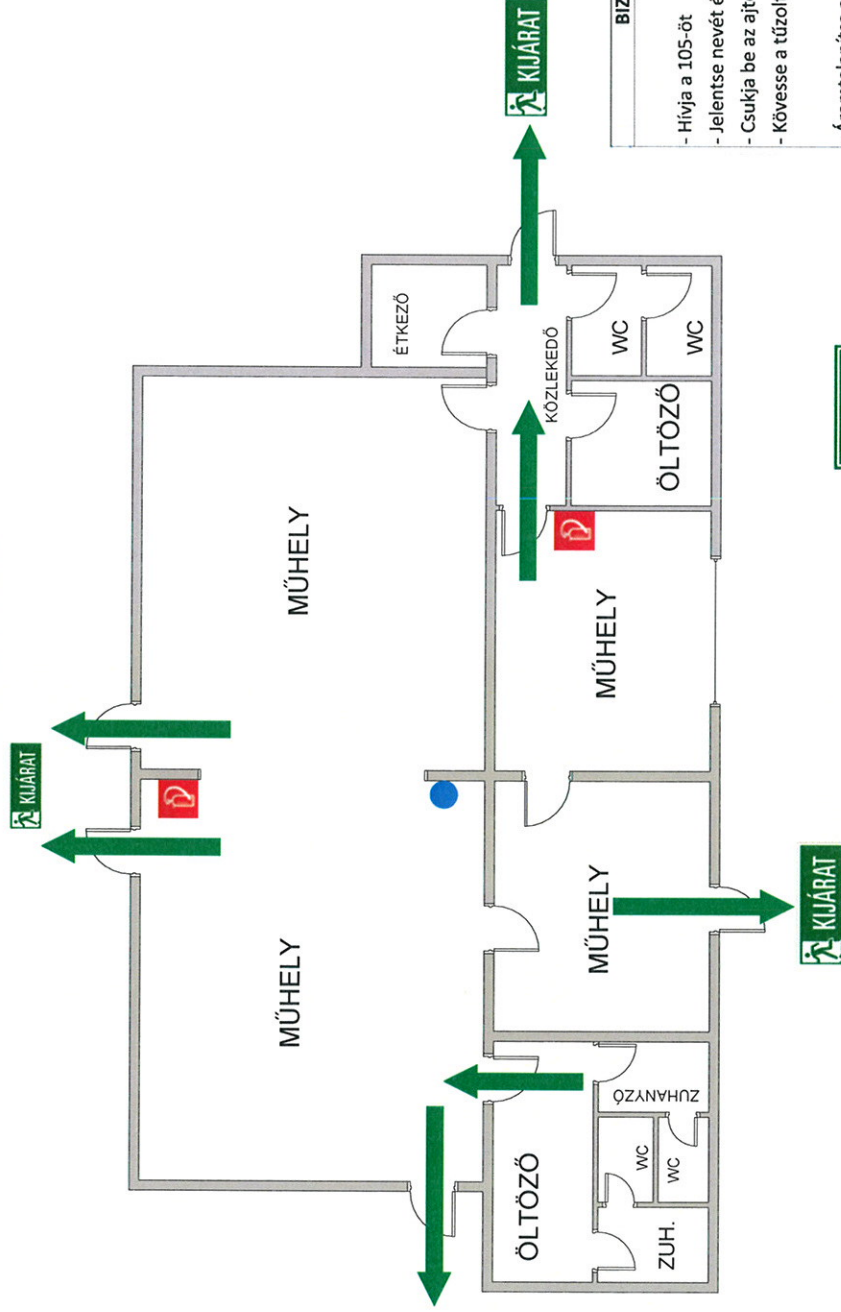 KIJÁRAT
KIJÁRAT
MŰHELY
MŰHELY
ÉTKEZŐ
KÖZLEKEDŐ
ÖLTÖZŐ
MŰHELY
MŰHELY
ÖLTÖZŐ
WC
WC
ZUHANYZÓ
WC
WC
ZUH.
KIJÁRAT
BIZ
- Hívja a 105-öt
- Jelentse nevét é
- Csukja be az ajt
- Kövesse a tűzolt